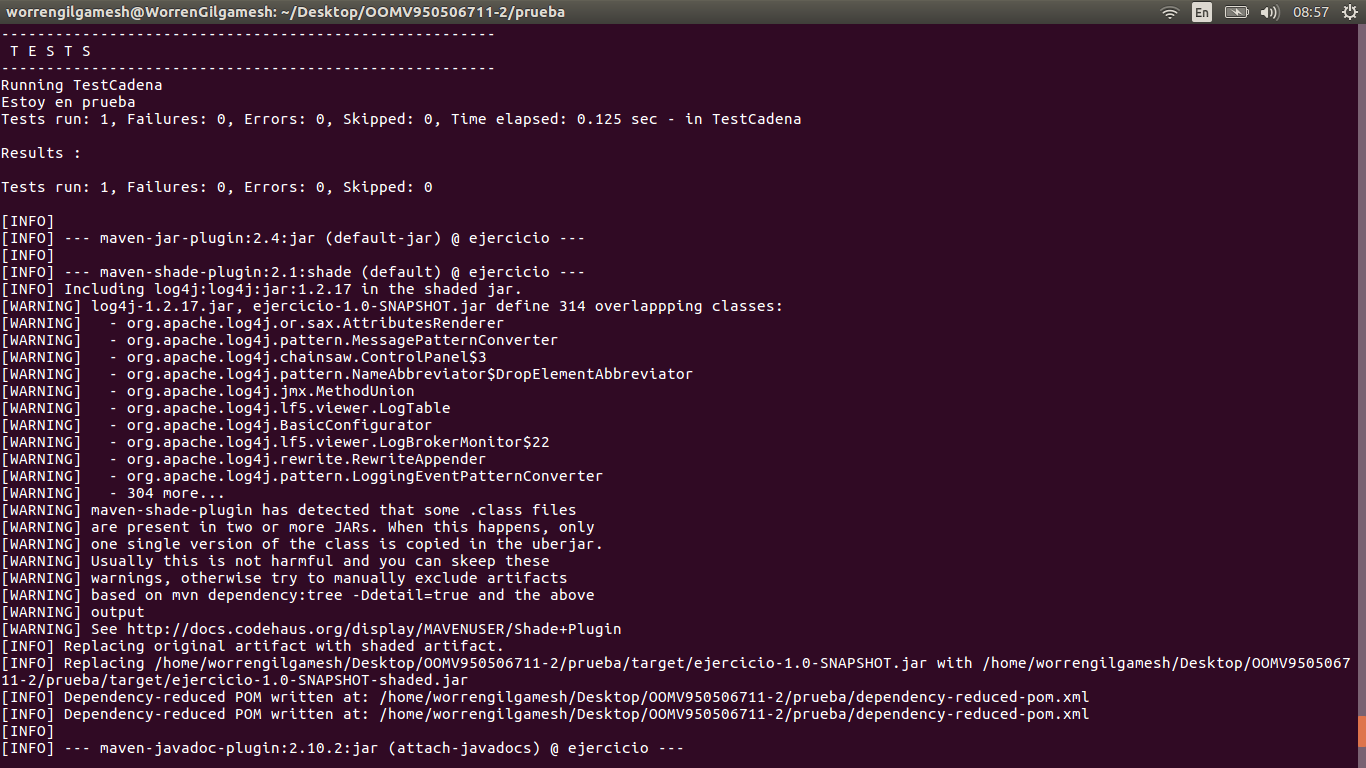 worrengilgamesh@WorrenGilgamesh: ~/Desktop/OOMV950506711-2/prueba
En
08:57
-------------------------------------------------------
 T E S T S
-------------------------------------------------------
Running TestCadena
Estoy en prueba
Tests run: 1, Failures: 0, Errors: 0, Skipped: 0, Time elapsed: 0.125 sec - in TestCadena
Results :
Tests run: 1, Failures: 0, Errors: 0, Skipped: 0
[INFO]
[INFO] --- maven-jar-plugin:2.4:jar (default-jar) @ ejercicio ---
[INFO]
[INFO] --- maven-shade-plugin:2.1:shade (default) @ ejercicio ---
[INFO] Including log4j:log4j:jar:1.2.17 in the shaded jar.
[WARNING] log4j-1.2.17.jar, ejercicio-1.0-SNAPSHOT.jar define 314 overlappping classes:
[WARNING]   - org.apache.log4j.or.sax.AttributesRenderer
[WARNING]   - org.apache.log4j.pattern.MessagePatternConverter
[WARNING]   - org.apache.log4j.chainsaw.ControlPanel$3
[WARNING]   - org.apache.log4j.pattern.NameAbbreviator$DropElementAbbreviator
[WARNING]   - org.apache.log4j.jmx.MethodUnion
[WARNING]   - org.apache.log4j.lf5.viewer.LogTable
[WARNING]   - org.apache.log4j.BasicConfigurator
[WARNING]   - org.apache.log4j.lf5.viewer.LogBrokerMonitor$22
[WARNING]   - org.apache.log4j.rewrite.RewriteAppender
[WARNING]   - org.apache.log4j.pattern.LoggingEventPatternConverter
[WARNING]   - 304 more...
[WARNING] maven-shade-plugin has detected that some .class files
[WARNING] are present in two or more JARs. When this happens, only
[WARNING] one single version of the class is copied in the uberjar.
[WARNING] Usually this is not harmful and you can skeep these
[WARNING] warnings, otherwise try to manually exclude artifacts
[WARNING] based on mvn dependency:tree -Ddetail=true and the above
[WARNING] output
[WARNING] See http://docs.codehaus.org/display/MAVENUSER/Shade+Plugin
[INFO] Replacing original artifact with shaded artifact.
[INFO] Replacing /home/worrengilgamesh/Desktop/OOMV950506711-2/prueba/target/ejercicio-1.0-SNAPSHOT.jar with /home/worrengilgamesh/Desktop/OOMV9505067
11-2/prueba/target/ejercicio-1.0-SNAPSHOT-shaded.jar
[INFO] Dependency-reduced POM written at: /home/worrengilgamesh/Desktop/OOMV950506711-2/prueba/dependency-reduced-pom.xml
[INFO] Dependency-reduced POM written at: /home/worrengilgamesh/Desktop/OOMV950506711-2/prueba/dependency-reduced-pom.xml
[INFO]
[INFO] --- maven-javadoc-plugin:2.10.2:jar (attach-javadocs) @ ejercicio ---